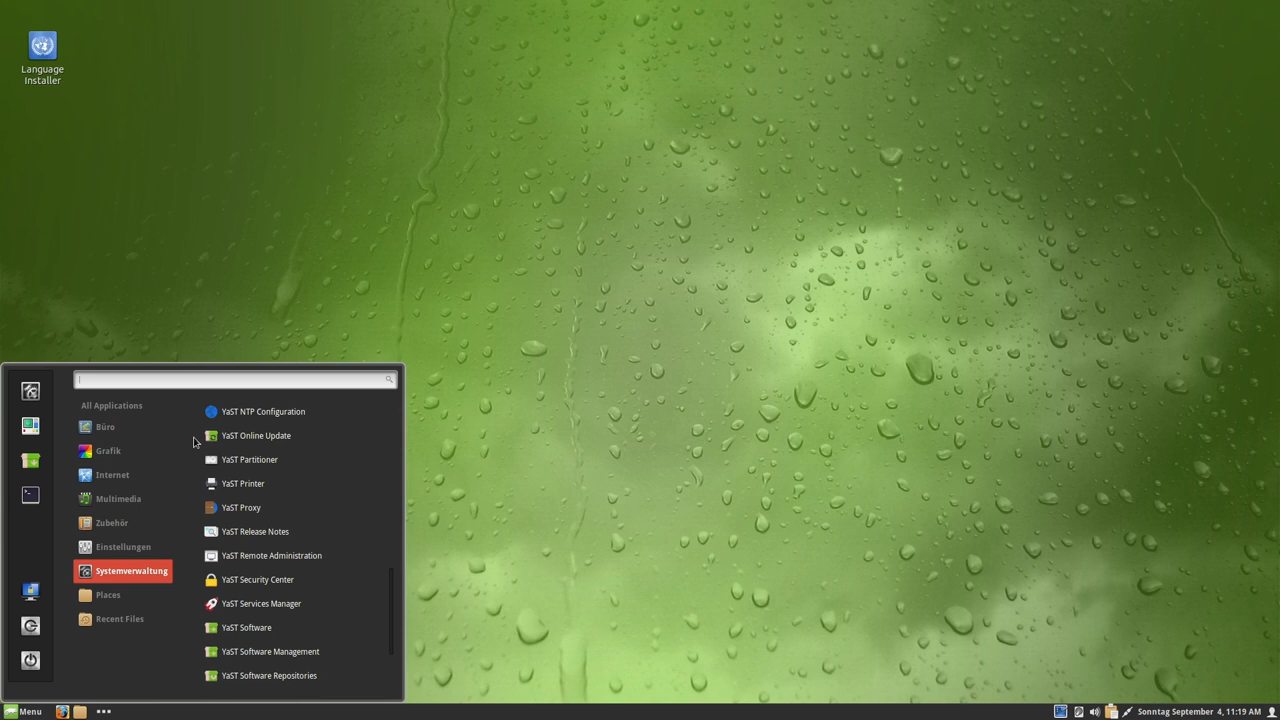 Language
Installer
All Applications
Büro
Grafik
Internet
Multimedia
Zubehör
Einstellungen
Systemverwaltung
Places
Recent Files
YaST NTP Configuration
YaST Online Update
YaST Partitioner
YaST Printer
YaST Proxy
YaST Release Notes
YaST Remote Administration
YaST Security Center
YaST Services Manager
YaST Software
YaST Software Management
YaST Software Repositories
Menu
Sonntag September 4, 11:19 AM